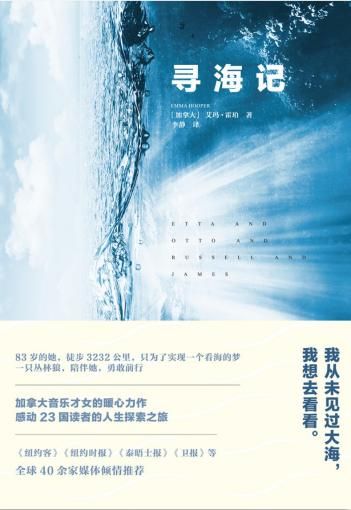 寻海记
EMMA HOOPER
［加拿大］ 艾玛·霍珀 著
李静 译
ETTA AND
OTTO AND
RUSSELL AND
JAMES
83 岁的她，徒步 3232 公里，只为了实现一个看海的梦
一只丛林狼，陪伴她，勇敢前行
加拿大音乐才女的暖心力作
感动 23 国读者的人生探索之旅
《纽约客》《纽约时报》《泰晤士报》《卫报》等
全球 40 余家媒体倾情推荐
我从未见过大海，
我想去看看。